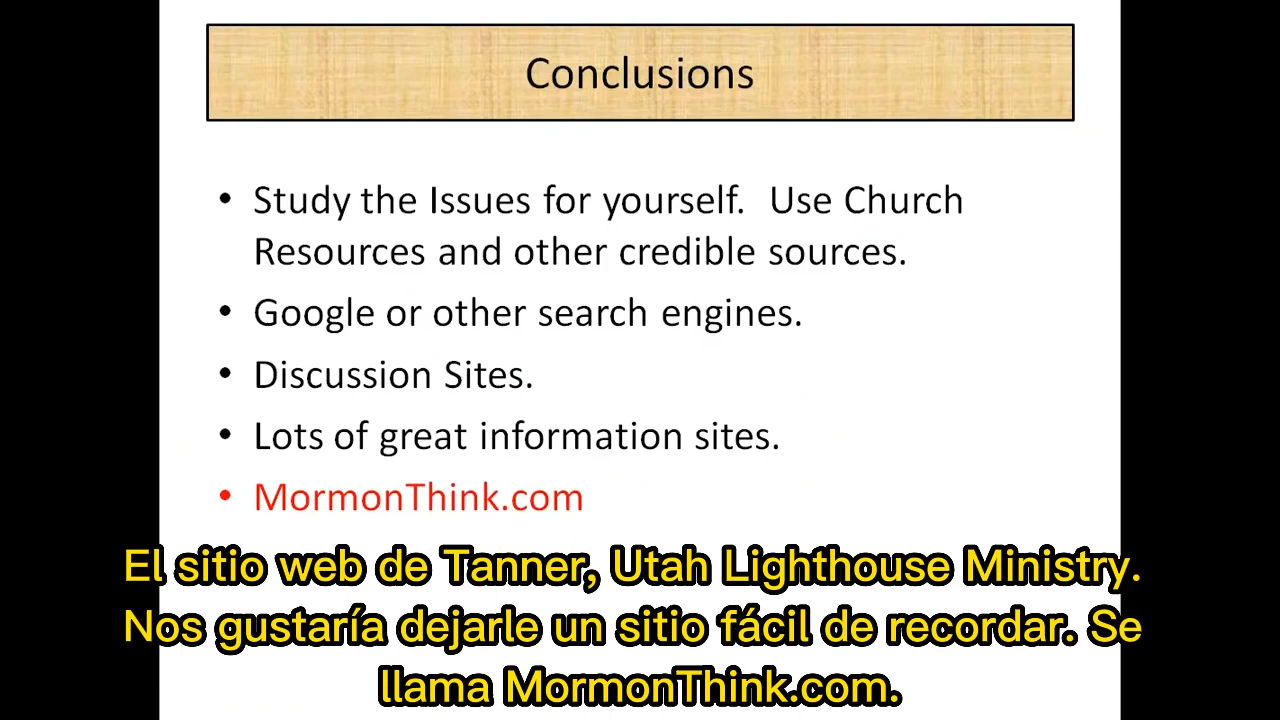 Conclusions
• Study the Issues for yourself.  Use Church
Resources and other credible sources.
• Google or other search engines.
• Discussion Sites.
• Lots of great information sites.
• MormonThink.com
El sitio web de Tanner, Utah Lighthouse Ministry.
Nos gustaría dejarle un sitio fácil de recordar. Se
llama MormonThink.com.